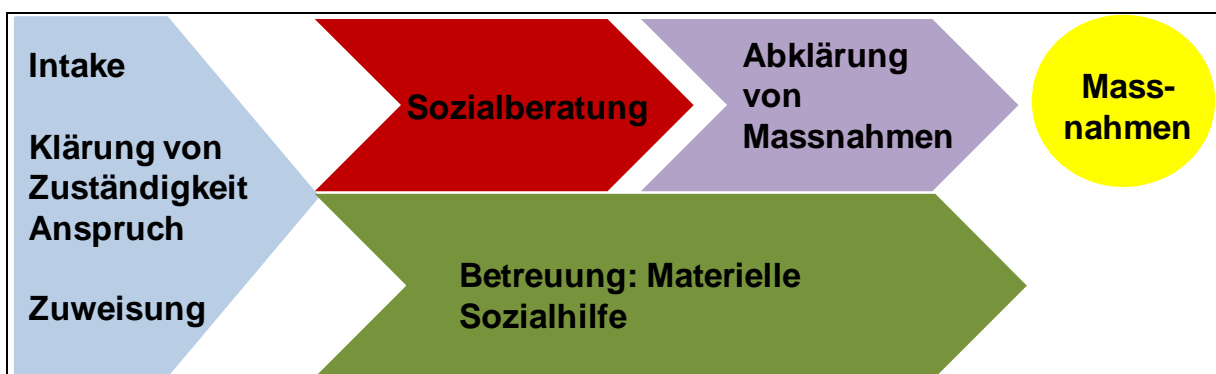 Intake
Klärung von
Zuständigkeit
Anspruch
Zuweisung
Sozialberatung
Abklärung
von
Massnahmen
Mass-
nahmen
Betreuung: Materielle
Sozialhilfe